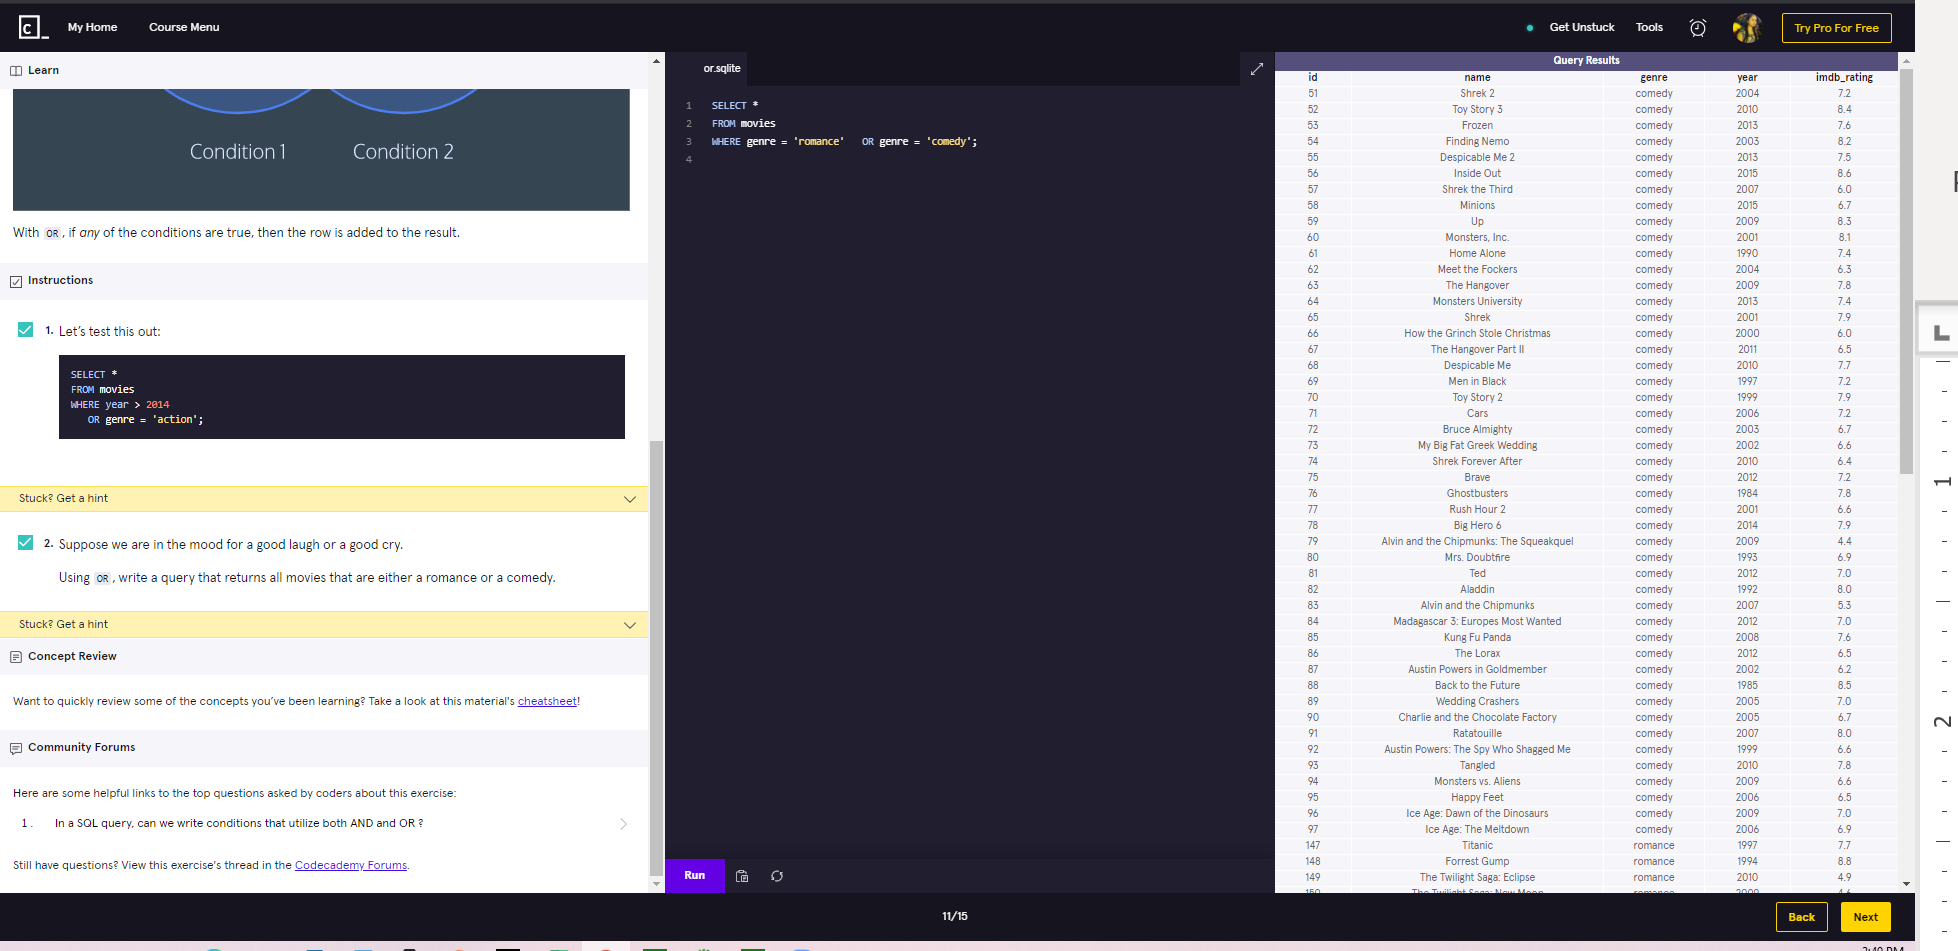 My Home
Course Menu
Get Unstuck
Tools
Try Pro For Free
Learn
Condition 1
Condition 2
With OR, if any of the conditions are true, then the row is added to the result.
Instructions
1. Let's test this out:
SELECT *
FROM movies
WHERE year > 2014
OR genre = 'action';
Stuck? Get a hint
2. Suppose we are in the mood for a good laugh or a good cry.
Using OR, write a query that returns all movies that are either a romance or a comedy.
Stuck? Get a hint
Concept Review
Want to quickly review some of the concepts you've been learning? Take a look at this material's cheatsheet!
Community Forums
Here are some helpful links to the top questions asked by coders about this exercise:
1. In a SQL query, can we write conditions that utilize both AND and OR ?
Still have questions? View this exercise's thread in the Codecademy Forums.
or.sqlite
1 SELECT *
2 FROM movies
3 WHERE genre = 'romance' OR genre = 'comedy';
4
Run
Query Results
id name genre year imdb_rating
51 Shrek 2 comedy 2004 7.2
52 Toy Story 3 comedy 2010 8.4
53 Frozen comedy 2013 7.6
54 Finding Nemo comedy 2003 8.2
55 Despicable Me 2 comedy 2013 7.5
56 Inside Out comedy 2015 8.6
57 Shrek the Third comedy 2007 6.0
58 Minions comedy 2015 6.7
59 Up comedy 2009 8.3
60 Monsters, Inc. comedy 2001 8.1
61 Home Alone comedy 1990 7.4
62 Meet the Fockers comedy 2004 6.3
63 The Hangover comedy 2009 7.8
64 Monsters University comedy 2013 7.4
65 Shrek comedy 2001 7.9
66 How the Grinch Stole Christmas comedy 2000 6.0
67 The Hangover Part II comedy 2011 6.5
68 Despicable Me comedy 2010 7.7
69 Men in Black comedy 1997 7.2
70 Toy Story 2 comedy 1999 7.9
71 Cars comedy 2006 7.2
72 Bruce Almighty comedy 2003 6.7
73 My Big Fat Greek Wedding comedy 2002 6.6
74 Shrek Forever After comedy 2010 6.4
75 Brave comedy 2012 7.2
76 Ghostbusters comedy 1984 7.8
77 Rush Hour 2 comedy 2001 6.6
78 Big Hero 6 comedy 2014 7.9
79 Alvin and the Chipmunks: The Squeakquel comedy 2009 4.4
80 Mrs. Doubtfire comedy 1993 6.9
81 Ted comedy 2012 7.0
82 Aladdin comedy 1992 8.0
83 Alvin and the Chipmunks comedy 2007 5.3
84 Madagascar 3: Europes Most Wanted comedy 2012 7.0
85 Kung Fu Panda comedy 2008 7.6
86 The Lorax comedy 2012 6.5
87 Austin Powers in Goldmember comedy 2002 6.2
88 Back to the Future comedy 1985 8.5
89 Wedding Crashers comedy 2005 7.0
90 Charlie and the Chocolate Factory comedy 2005 6.7
91 Ratatouille comedy 2007 8.0
92 Austin Powers: The Spy Who Shagged Me comedy 1999 6.6
93 Tangled comedy 2010 7.8
94 Monsters vs. Aliens comedy 2009 6.6
95 Happy Feet comedy 2006 6.5
96 Ice Age: Dawn of the Dinosaurs comedy 2009 7.0
97 Ice Age: The Meltdown comedy 2006 6.9
147 Titanic romance 1997 7.7
148 Forrest Gump romance 1994 8.8
149 The Twilight Saga: Eclipse romance 2010 4.9
150 The Twilight Saga: New Moon romance 2009 4.6
11/15
Back
Next
1
2